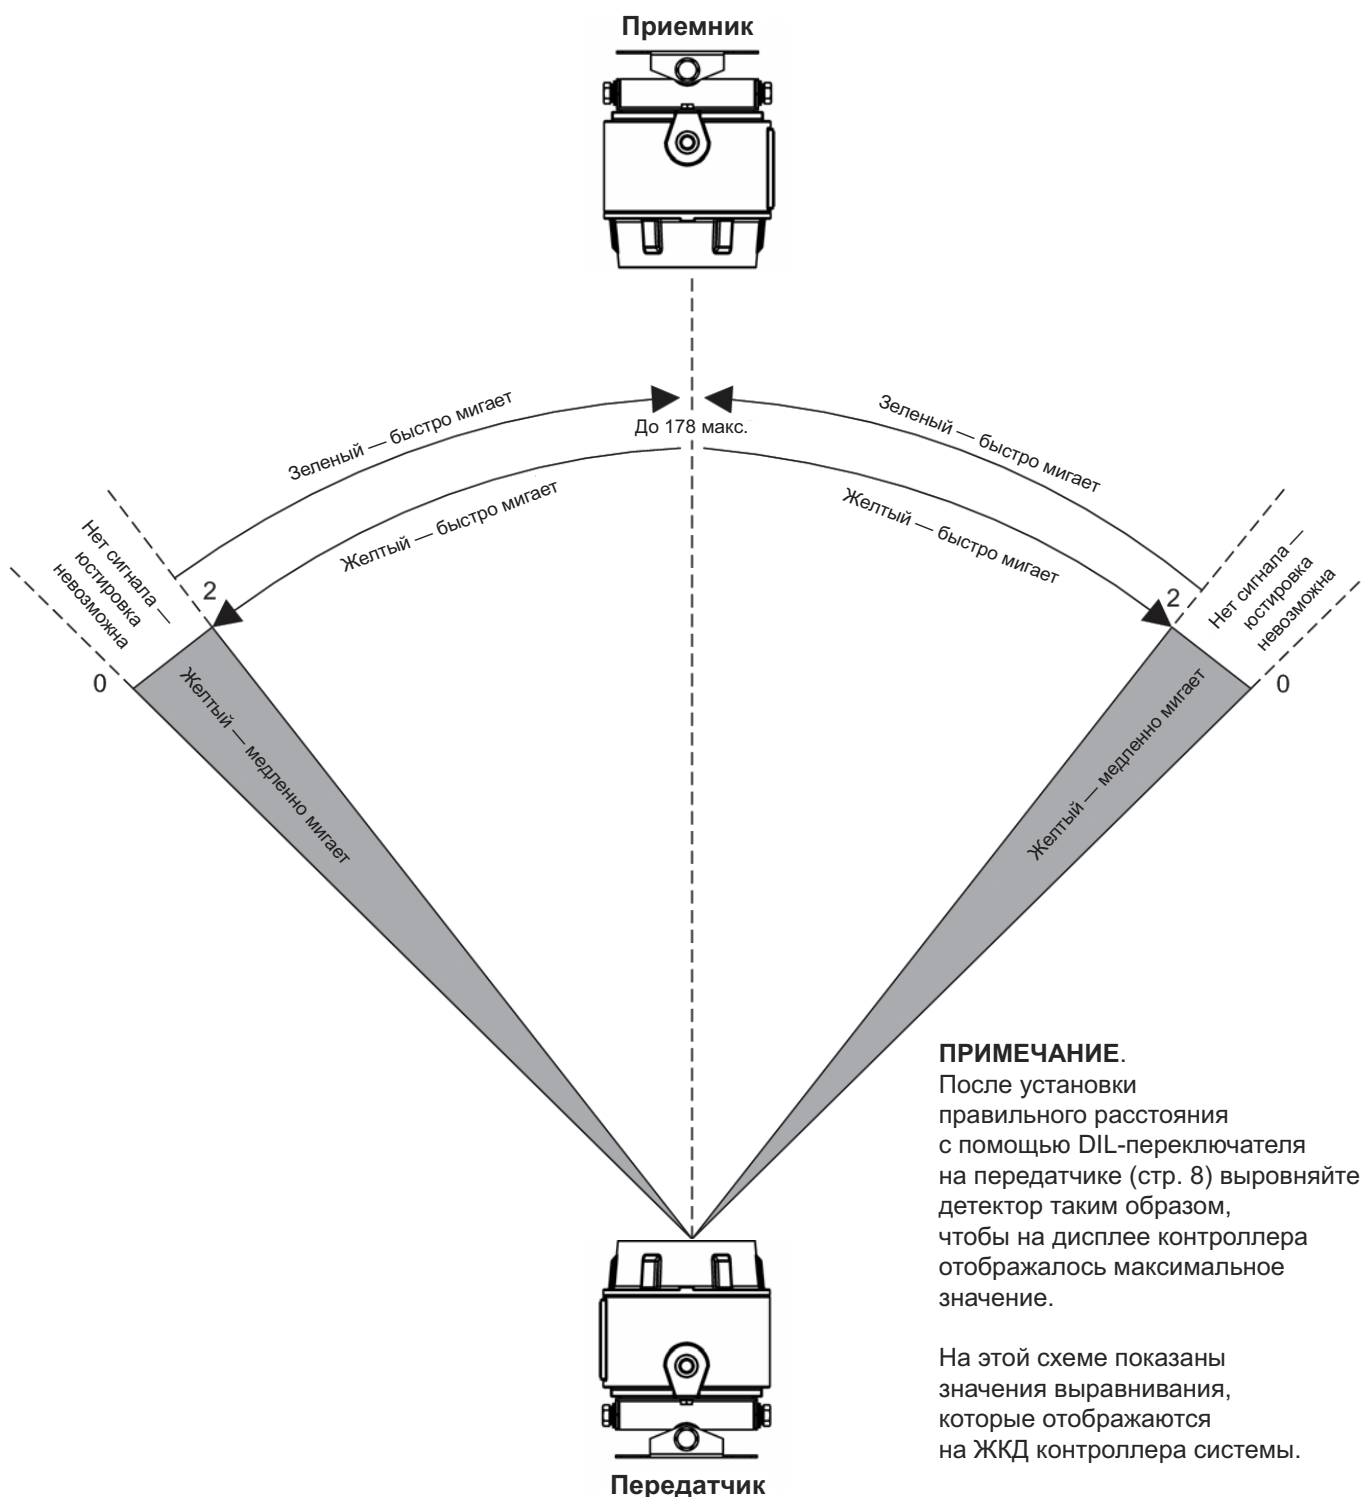 Приемник
Зеленый — быстро мигает
Зеленый — быстро мигает
До 178 макс.
Желтый — быстро мигает
Желтый — быстро мигает
Нет сигнала —
юстировка
невозможна
Нет сигнала —
юстировка
невозможна
2
2
0
0
Желтый — медленно мигает
Желтый — медленно мигает
ПРИМЕЧАНИЕ.
После установки
правильного расстояния
с помощью DIL-переключателя
на передатчике (стр. 8) выровняйте
детектор таким образом,
чтобы на дисплее контроллера
отображалось максимальное
значение.
На этой схеме показаны
значения выравнивания,
которые отображаются
на ЖКД контроллера системы.
Передатчик